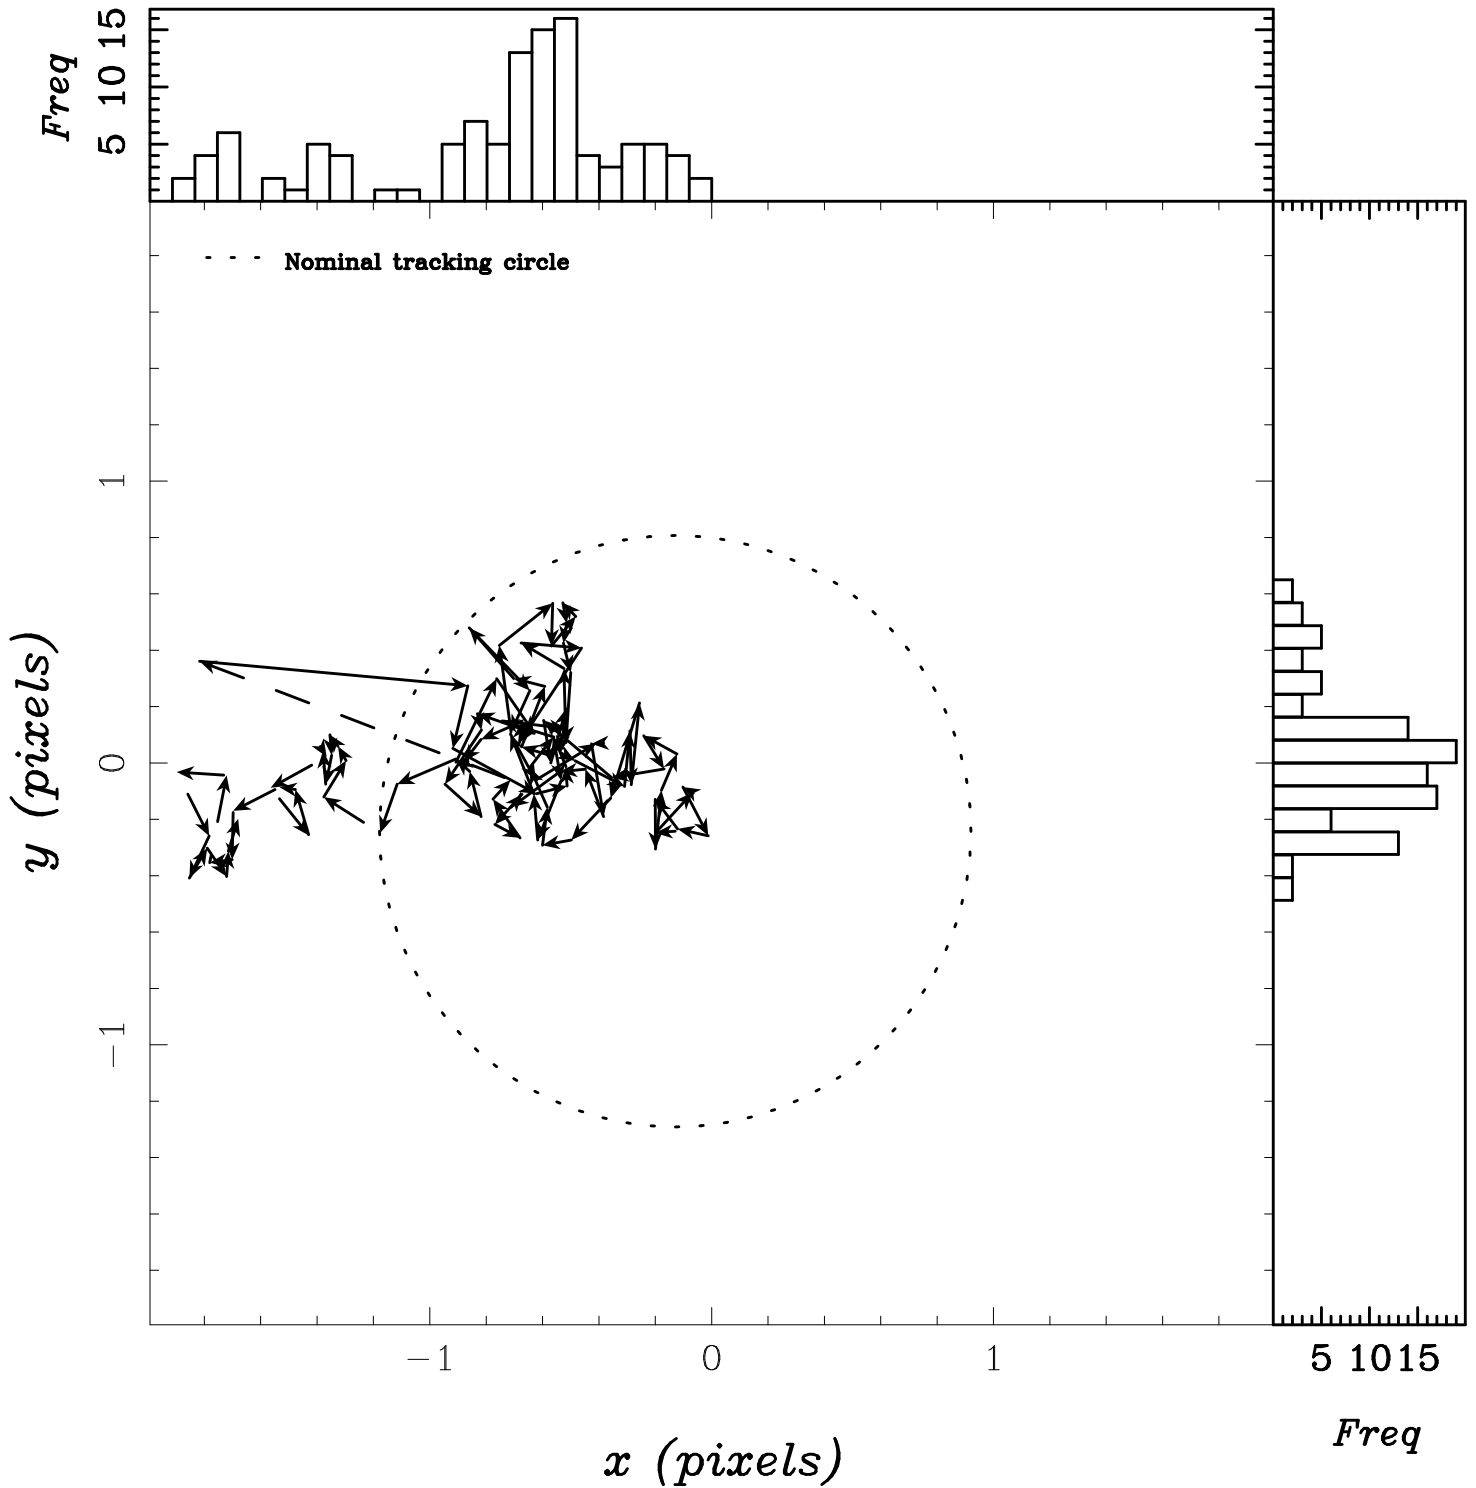 Freq
5 10 15
Nominal tracking circle
y (pixels)
1
0
−1
−1 0 1
x (pixels)
5 10 15
Freq